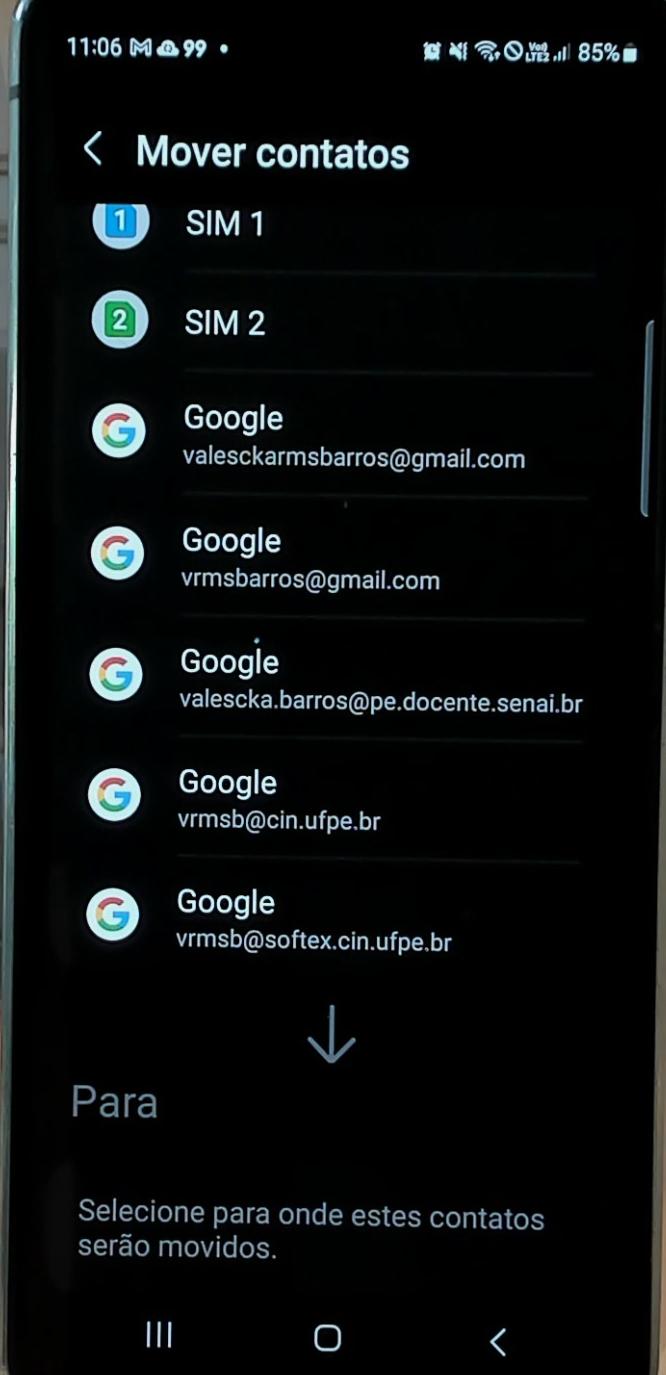 11:06 M 99 •
Vo) LTE2 85%
Mover contatos
1 SIM 1
2 SIM 2
Google
valesckarmsbarros@gmail.com
Google
vrmsbarros@gmail.com
Google
valescka.barros@pe.docente.senai.br
Google
vrmsb@cin.ufpe.br
Google
vrmsb@softex.cin.ufpe.br
Para
Selecione para onde estes contatos
serão movidos.